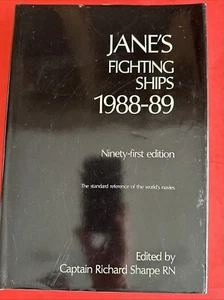 JANE'S
FIGHTING
SHIPS
1988-89
Ninety-first edition
The standard reference of the world's navies
Edited by
Captain Richard Sharpe RN